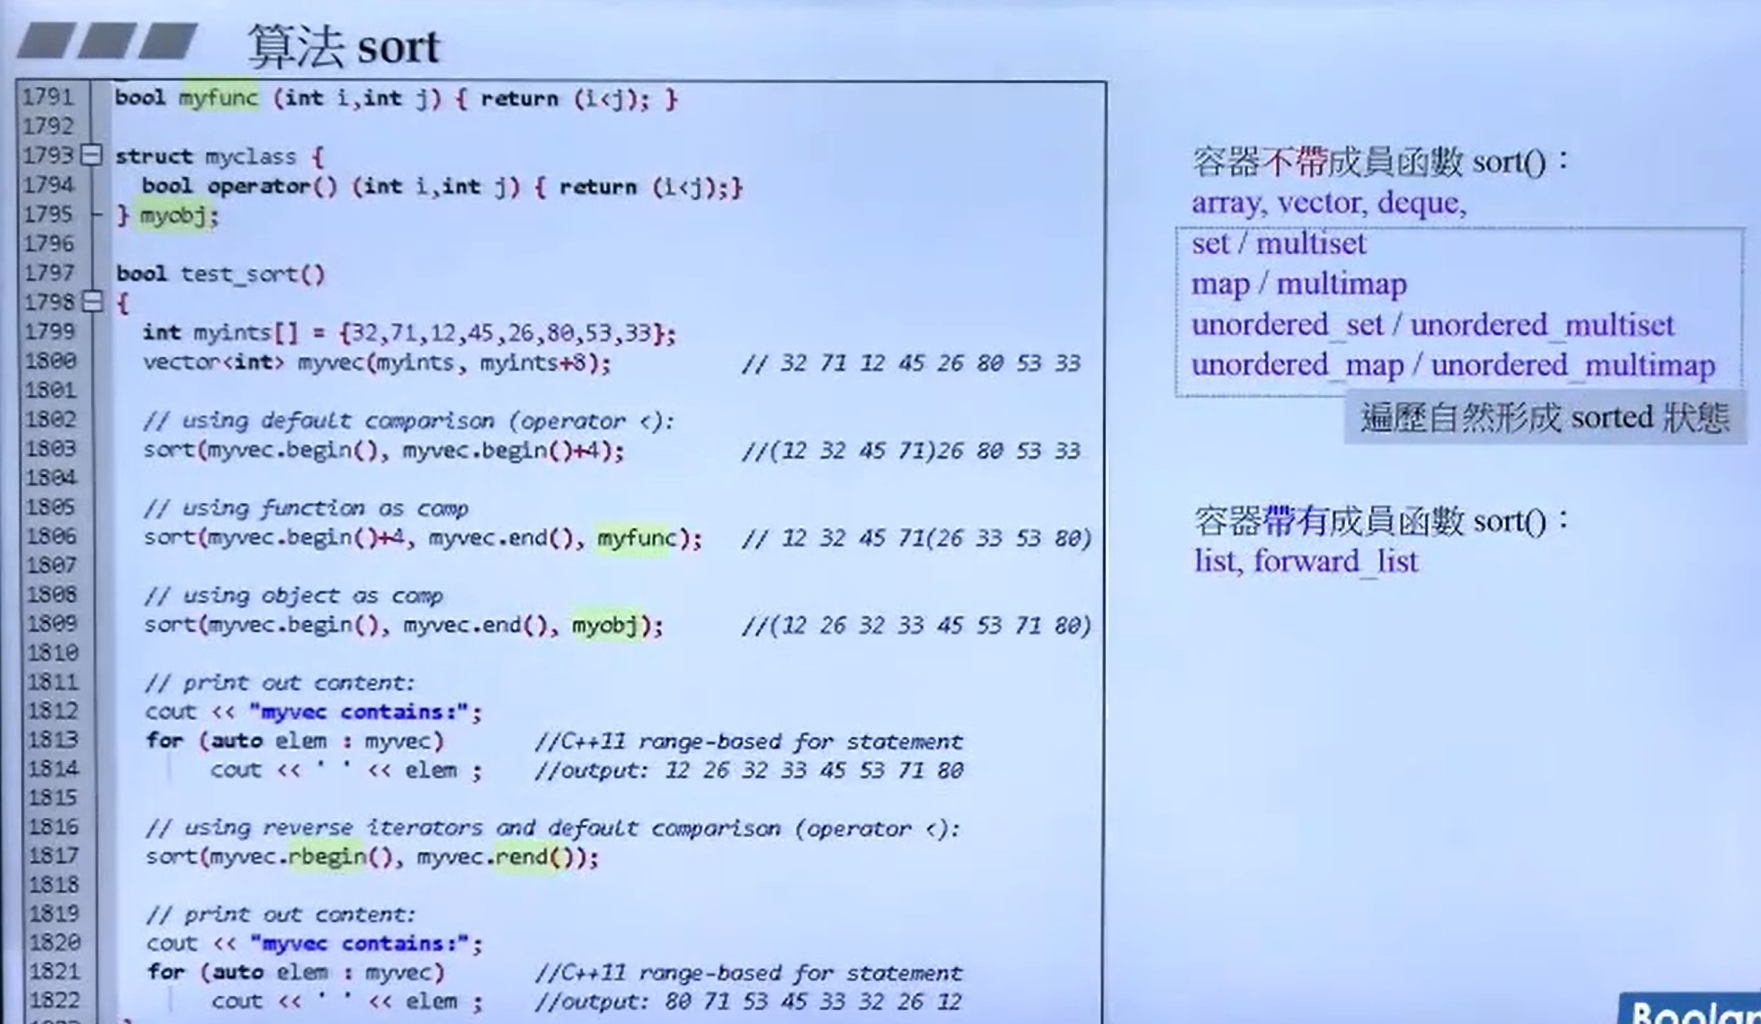 算法 sort
1791 bool myfunc (int i,int j) { return (i<j); }
1792
1793 struct myclass {
1794 bool operator() (int i,int j) { return (i<j);}
1795 } myobj;
1796
1797 bool test_sort()
1798 {
1799 int myints[] = {32,71,12,45,26,80,53,33};
1800 vector<int> myvec(myints, myints+8); // 32 71 12 45 26 80 53 33
1801
1802 // using default comparison (operator <):
1803 sort(myvec.begin(), myvec.begin()+4); //(12 32 45 71)26 80 53 33
1804
1805 // using function as comp
1806 sort(myvec.begin()+4, myvec.end(), myfunc); // 12 32 45 71(26 33 53 80)
1807
1808 // using object as comp
1809 sort(myvec.begin(), myvec.end(), myobj); //(12 26 32 33 45 53 71 80)
1810
1811 // print out content:
1812 cout << "myvec contains:";
1813 for (auto elem : myvec) //C++11 range-based for statement
1814 cout << ' ' << elem ; //output: 12 26 32 33 45 53 71 80
1815
1816 // using reverse iterators and default comparison (operator <):
1817 sort(myvec.rbegin(), myvec.rend());
1818
1819 // print out content:
1820 cout << "myvec contains:";
1821 for (auto elem : myvec) //C++11 range-based for statement
1822 cout << ' ' << elem ; //output: 80 71 53 45 33 32 26 12
容器不帶成員函數 sort()：
array, vector, deque,
set / multiset
map / multimap
unordered_set / unordered_multiset
unordered_map / unordered_multimap
遍歷自然形成 sorted 狀態
容器帶有成員函數 sort()：
list, forward_list